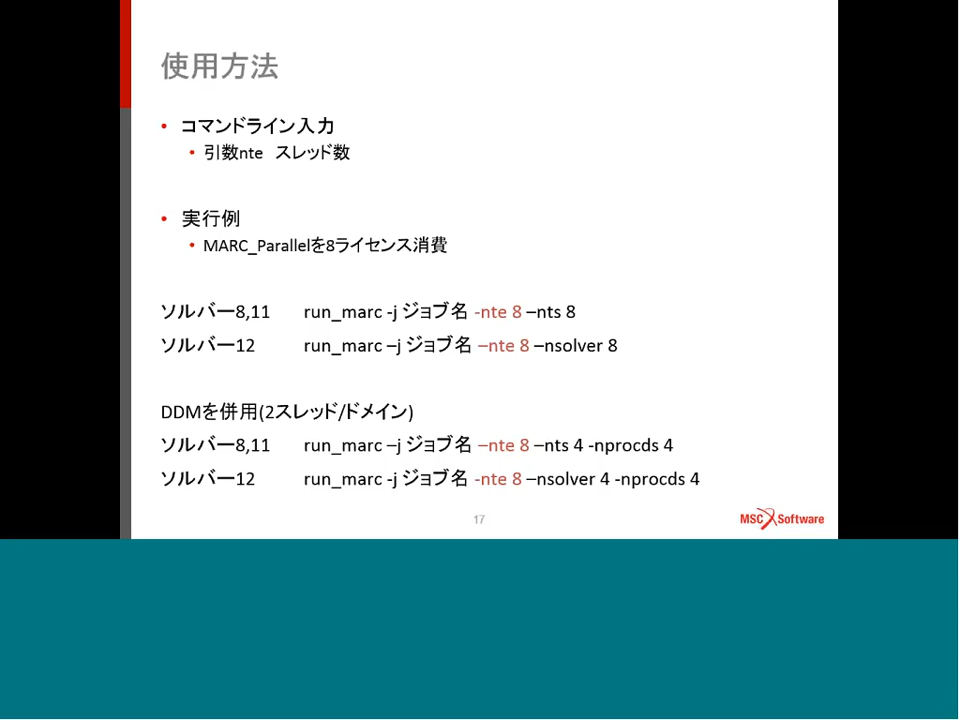 使用方法
• コマンドライン入力
• 引数nte　スレッド数
• 実行例
• MARC_Parallelを8ライセンス消費
ソルバー8,11 run_marc -j ジョブ名 -nte 8 –nts 8
ソルバー12 run_marc –j ジョブ名 –nte 8 –nsolver 8
DDMを併用(2スレッド/ドメイン)
ソルバー8,11 run_marc –j ジョブ名 –nte 8 –nts 4 -nprocds 4
ソルバー12 run_marc -j ジョブ名 -nte 8 –nsolver 4 -nprocds 4
17
MSC Software